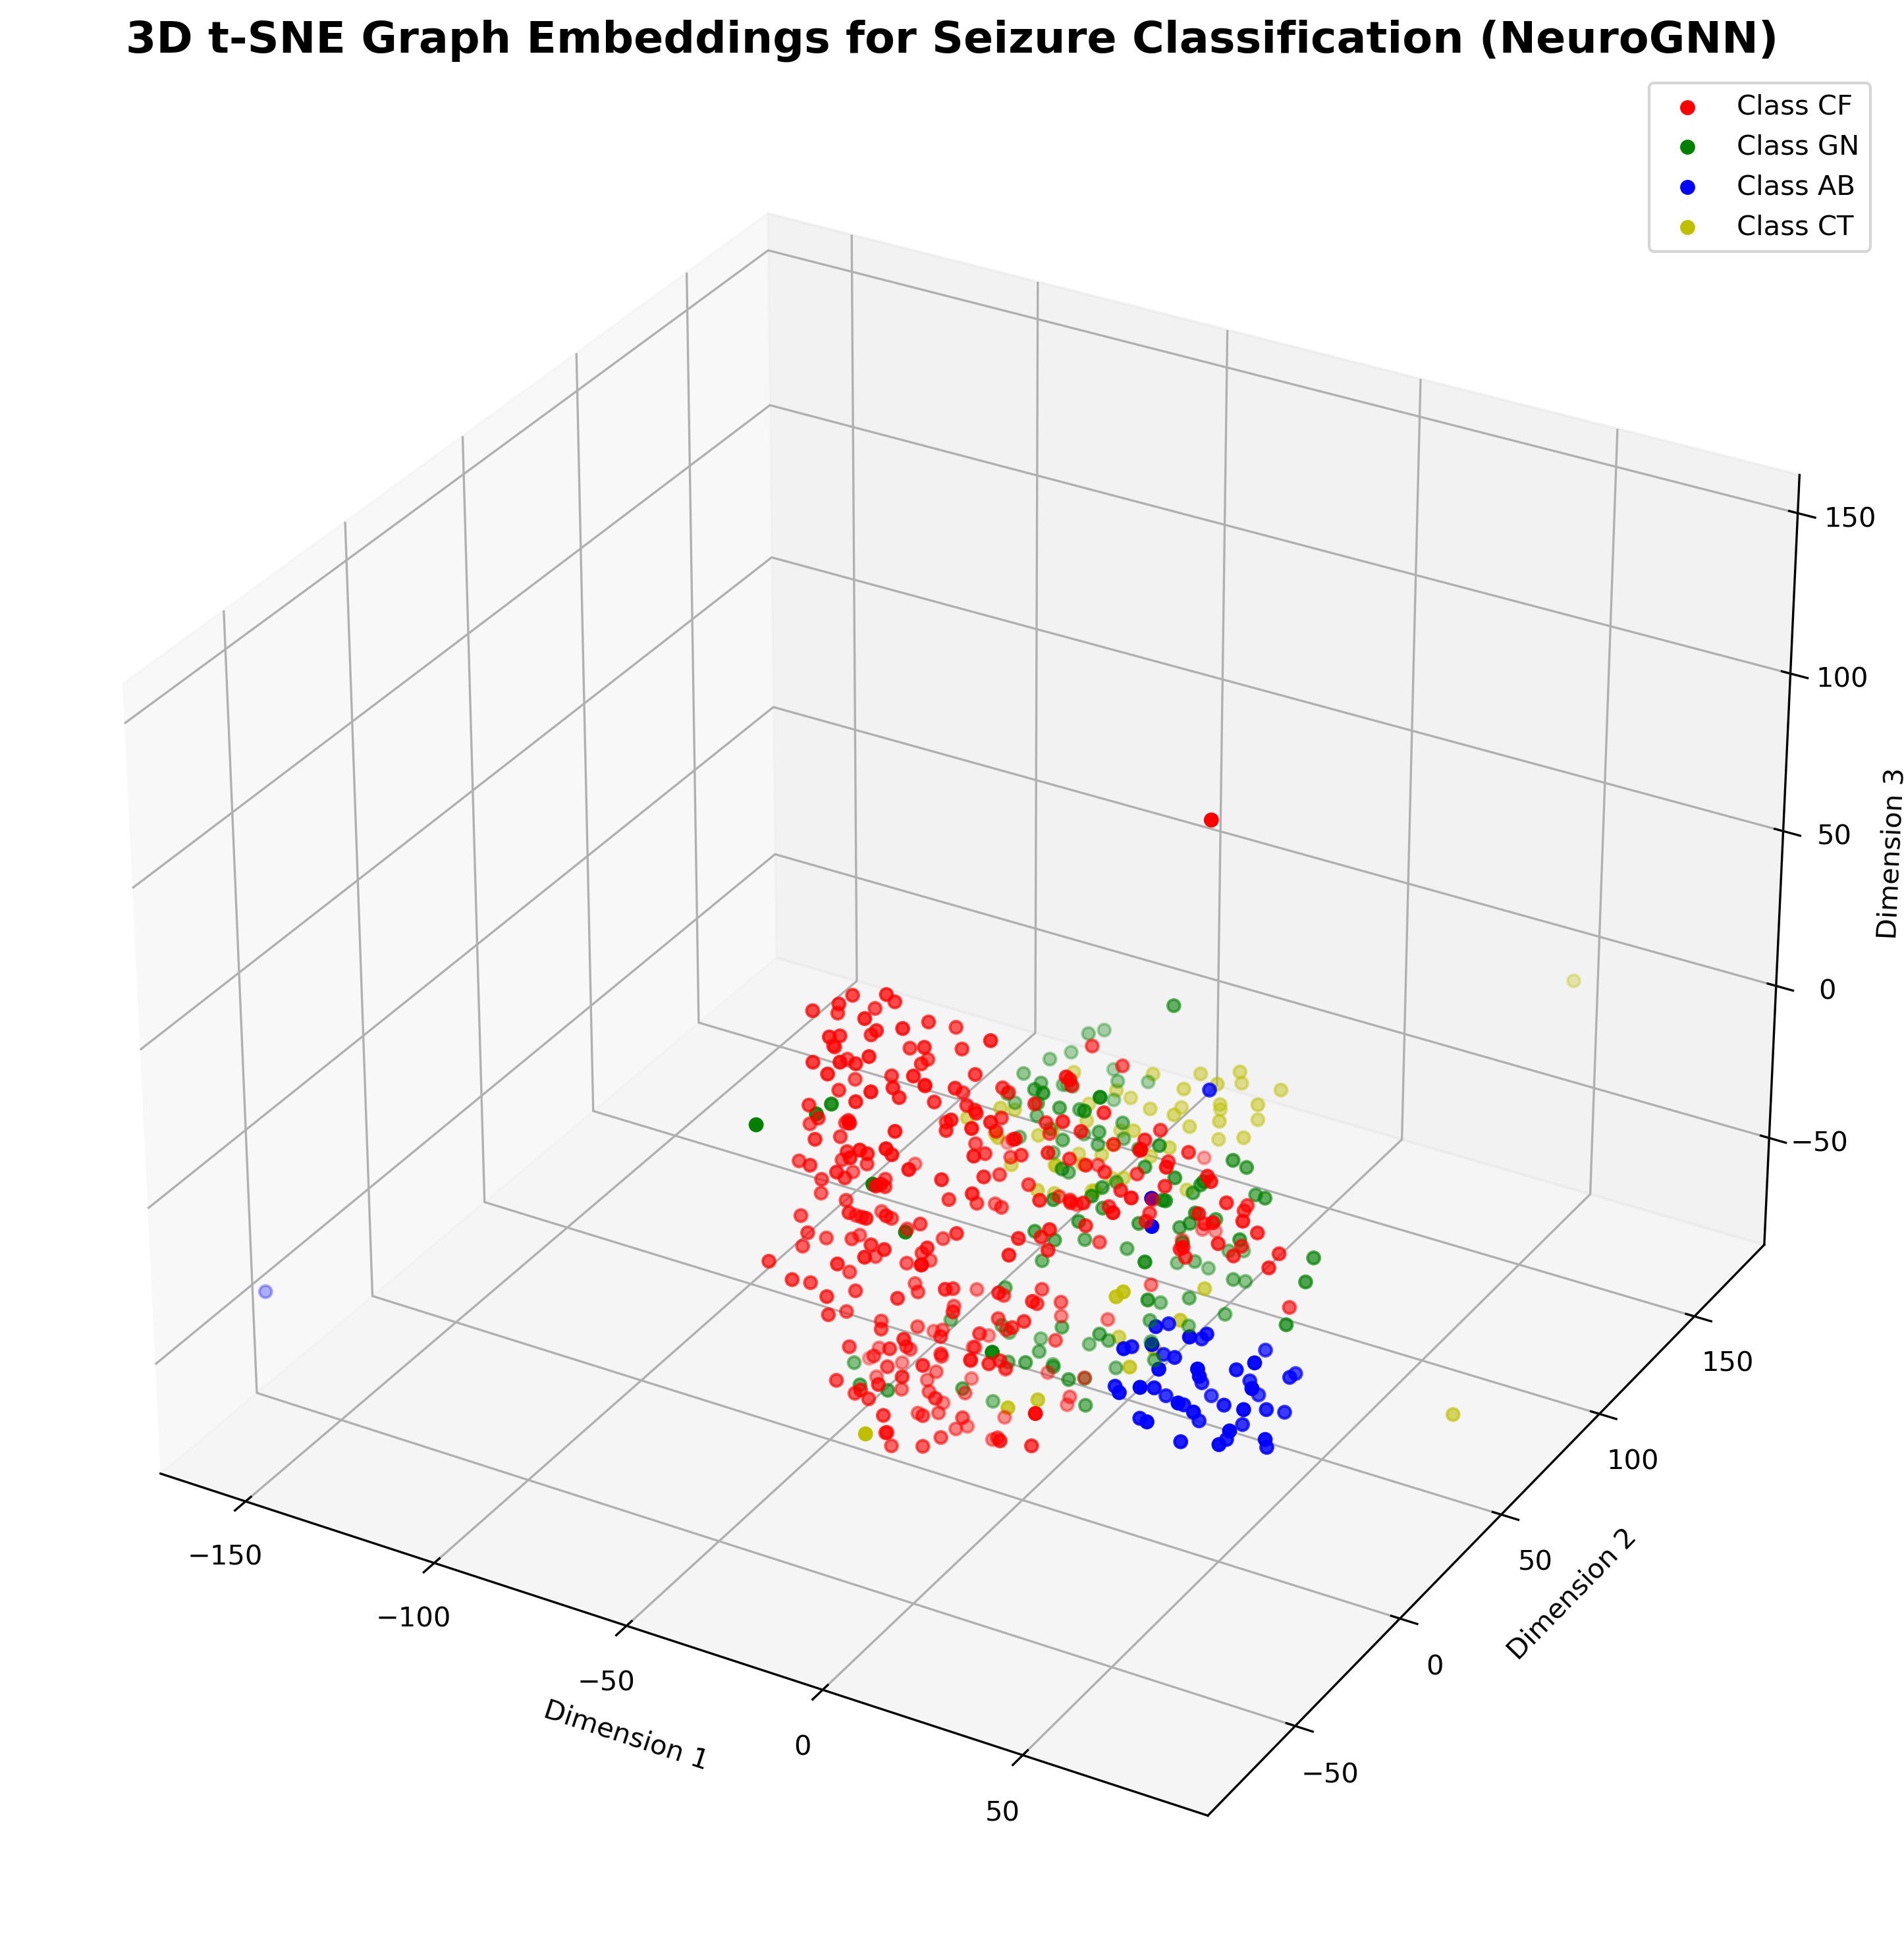 3D t-SNE Graph Embeddings for Seizure Classification (NeuroGNN)
Class CF
Class GN
Class AB
Class CT
150
100
50
0
−50
Dimension 3
150
100
50
0
−50
Dimension 2
−150
−100
−50
0
50
Dimension 1